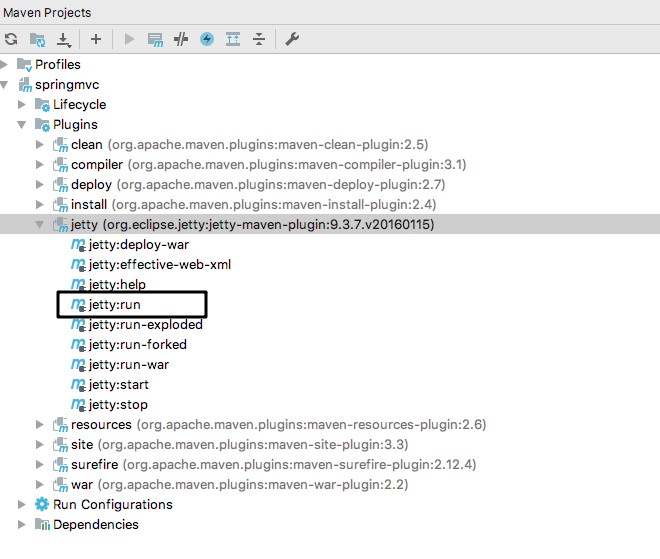 Maven Projects
Profiles
springmvc
Lifecycle
Plugins
clean (org.apache.maven.plugins:maven-clean-plugin:2.5)
compiler (org.apache.maven.plugins:maven-compiler-plugin:3.1)
deploy (org.apache.maven.plugins:maven-deploy-plugin:2.7)
install (org.apache.maven.plugins:maven-install-plugin:2.4)
jetty (org.eclipse.jetty:jetty-maven-plugin:9.3.7.v20160115)
jetty:deploy-war
jetty:effective-web-xml
jetty:help
jetty:run
jetty:run-exploded
jetty:run-forked
jetty:run-war
jetty:start
jetty:stop
resources (org.apache.maven.plugins:maven-resources-plugin:2.6)
site (org.apache.maven.plugins:maven-site-plugin:3.3)
surefire (org.apache.maven.plugins:maven-surefire-plugin:2.12.4)
war (org.apache.maven.plugins:maven-war-plugin:2.2)
Run Configurations
Dependencies